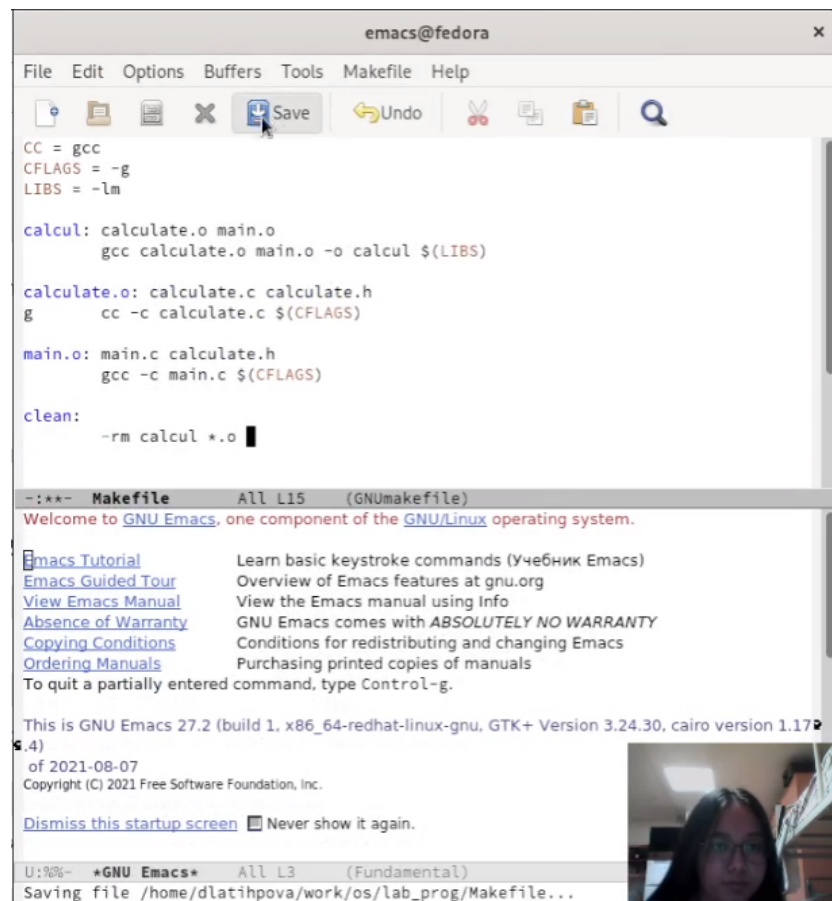 emacs@fedora
File Edit Options Buffers Tools Makefile Help
Save Undo
CC = gcc
CFLAGS = -g
LIBS = -lm
calcul: calculate.o main.o
gcc calculate.o main.o -o calcul $(LIBS)
calculate.o: calculate.c calculate.h
g cc -c calculate.c $(CFLAGS)
main.o: main.c calculate.h
gcc -c main.c $(CFLAGS)
clean:
-rm calcul *.o
-:**- Makefile All L15 (GNUmakefile)
Welcome to GNU Emacs, one component of the GNU/Linux operating system.
Emacs Tutorial Learn basic keystroke commands (Учебник Emacs)
Emacs Guided Tour Overview of Emacs features at gnu.org
View Emacs Manual View the Emacs manual using Info
Absence of Warranty GNU Emacs comes with ABSOLUTELY NO WARRANTY
Copying Conditions Conditions for redistributing and changing Emacs
Ordering Manuals Purchasing printed copies of manuals
To quit a partially entered command, type Control-g.
This is GNU Emacs 27.2 (build 1, x86_64-redhat-linux-gnu, GTK+ Version 3.24.30, cairo version 1.17
.4)
of 2021-08-07
Copyright (C) 2021 Free Software Foundation, Inc.
Dismiss this startup screen Never show it again.
U:%%- *GNU Emacs* All L3 (Fundamental)
Saving file /home/dlatihpova/work/os/lab_prog/Makefile...